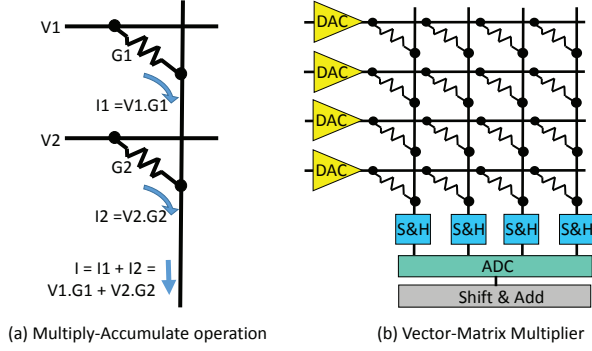 V1
G1
I1 =V1.G1
V2
G2
I2 =V2.G2
I = I1 + I2 =
V1.G1 + V2.G2
(a) Multiply-Accumulate operation
DAC
DAC
DAC
DAC
S&H S&H S&H S&H
ADC
Shift & Add
(b) Vector-Matrix Multiplier